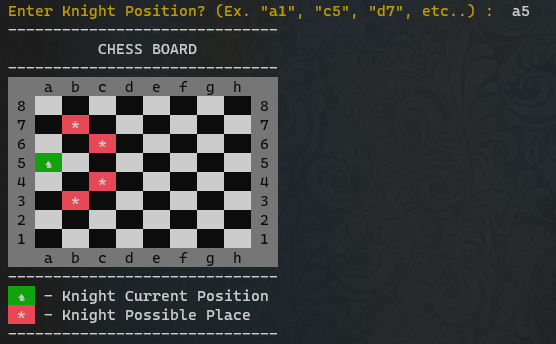 Enter Knight Position? (Ex. "a1", "c5", "d7", etc..) :  a5
------------------------------
CHESS BOARD
------------------------------
a b c d e f g h
8 8
7 * 7
6 * 6
5 ♞ 5
4 * 4
3 * 3
2 2
1 1
a b c d e f g h
------------------------------
♞ - Knight Current Position
* - Knight Possible Place
------------------------------